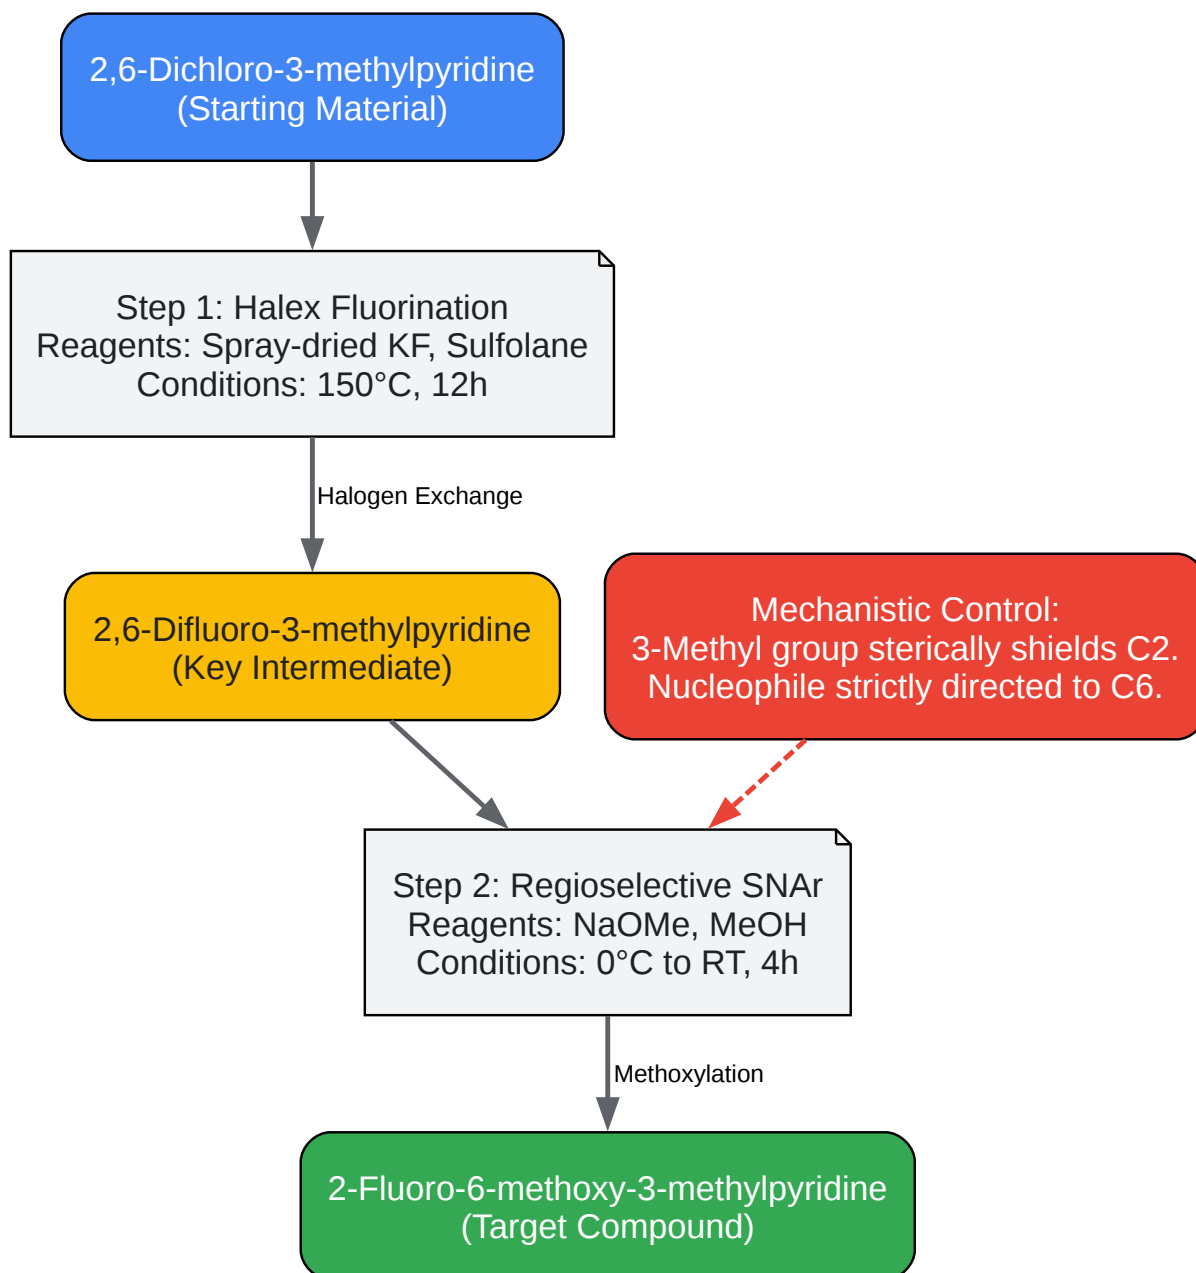 2,6-Dichloro-3-methylpyridine
(Starting Material)
Step 1: Halex Fluorination
Reagents: Spray-dried KF, Sulfolane
Conditions: 150°C, 12h
Halogen Exchange
2,6-Difluoro-3-methylpyridine
(Key Intermediate)
Mechanistic Control:
3-Methyl group sterically shields C2.
Nucleophile strictly directed to C6.
Step 2: Regioselective SNAr
Reagents: NaOMe, MeOH
Conditions: 0°C to RT, 4h
Methoxylation
2-Fluoro-6-methoxy-3-methylpyridine
(Target Compound)